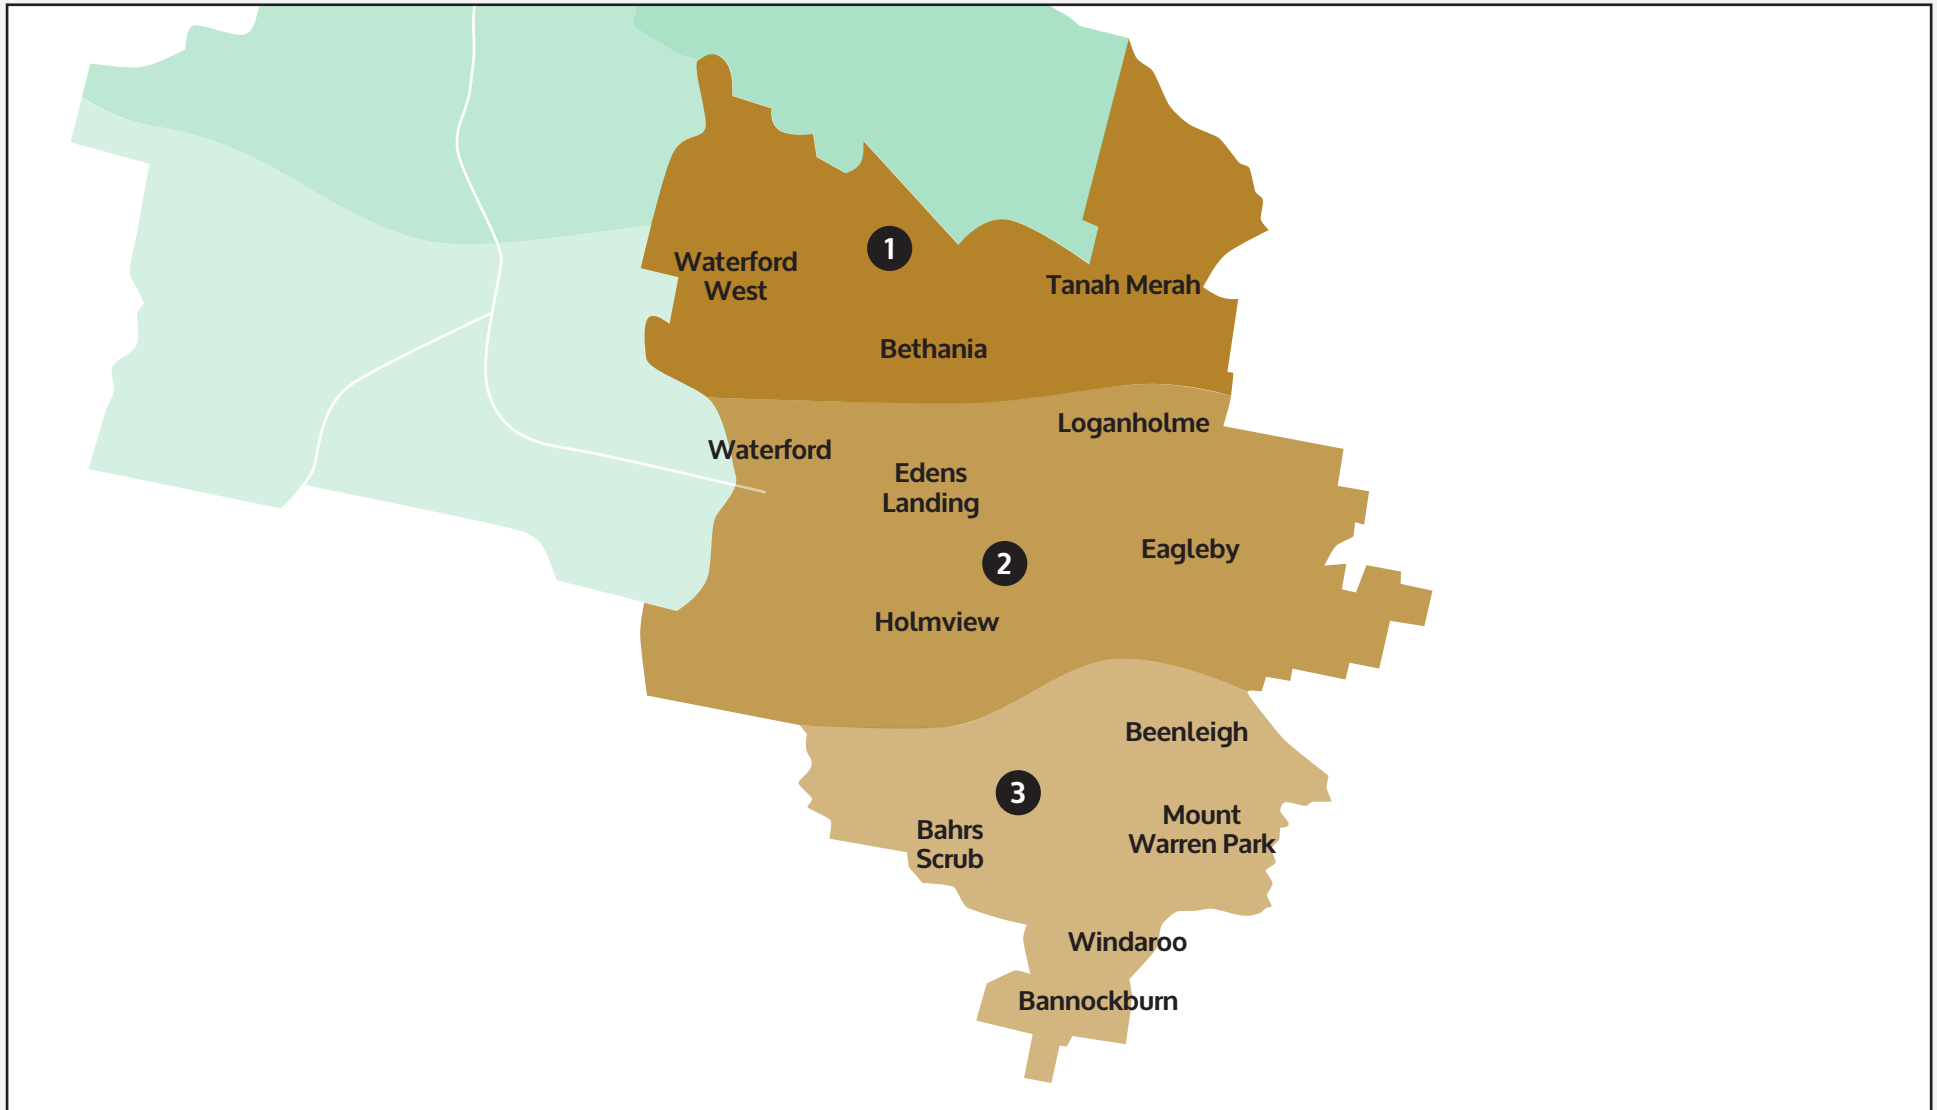 1
Waterford
West
Tanah Merah
Bethania
Loganholme
Waterford
Edens
Landing
Eagleby
2
Holmview
Beenleigh
3
Mount
Warren Park
Bahrs
Scrub
Windaroo
Bannockburn